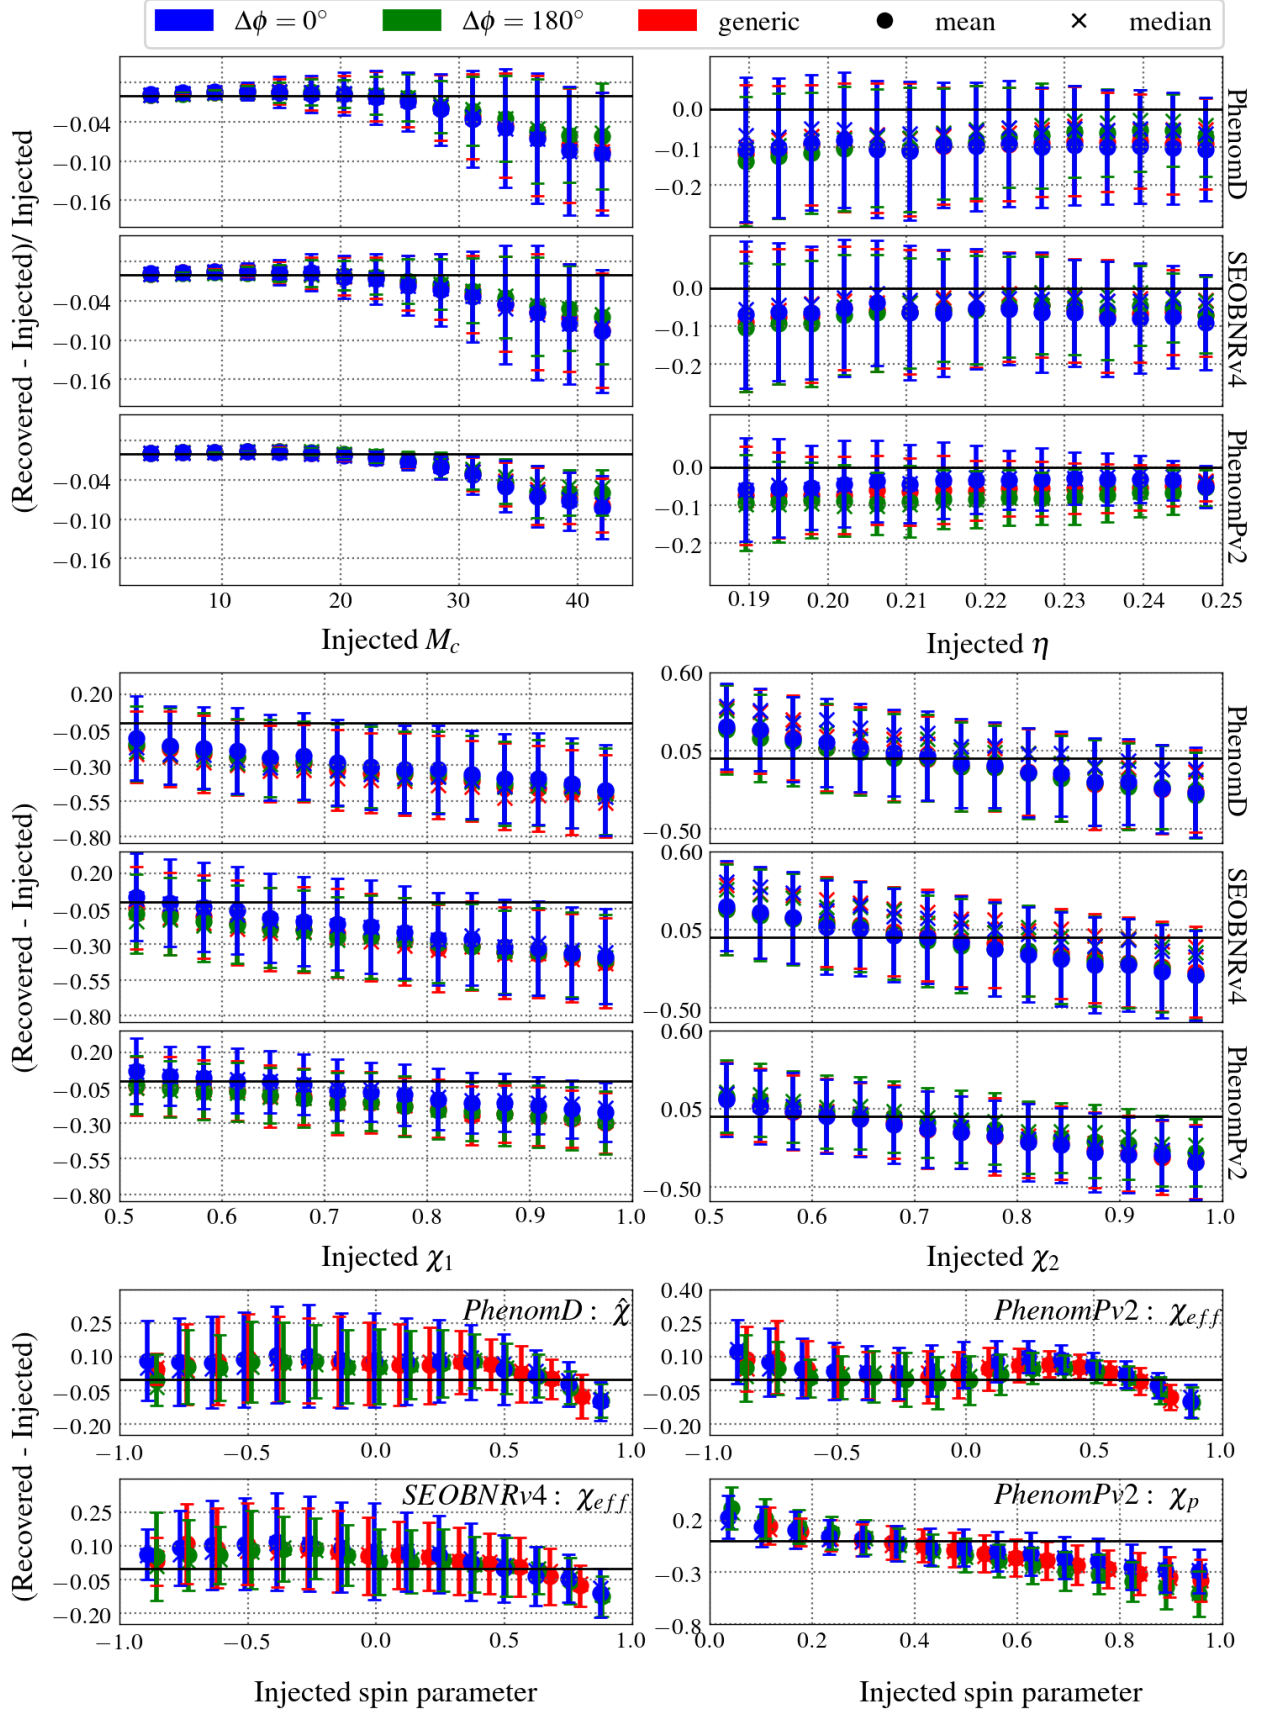 Δϕ = 0° Δϕ = 180° generic mean median
(Recovered - Injected)/ Injected
−0.04
−0.10
−0.16
0.0
−0.1
−0.2
PhenomD
−0.04
−0.10
−0.16
0.0
−0.1
−0.2
SEOBNRv4
−0.04
−0.10
−0.16
0.0
−0.1
−0.2
PhenomPv2
10 20 30 40
0.19 0.20 0.21 0.22 0.23 0.24 0.25
Injected M_c
Injected η
(Recovered - Injected)
0.20
−0.05
−0.30
−0.55
−0.80
0.60
0.05
−0.50
PhenomD
0.20
−0.05
−0.30
−0.55
−0.80
0.60
0.05
−0.50
SEOBNRv4
0.20
−0.05
−0.30
−0.55
−0.80
0.60
0.05
−0.50
PhenomPv2
0.5 0.6 0.7 0.8 0.9 1.0
0.5 0.6 0.7 0.8 0.9 1.0
Injected χ₁
Injected χ₂
(Recovered - Injected)
PhenomD : χ̂
0.25
0.10
−0.05
−0.20
−1.0 −0.5 0.0 0.5 1.0
PhenomPv2 : χ_eff
0.40
0.25
0.10
−0.05
−0.20
−1.0 −0.5 0.0 0.5 1.0
SEOBNRv4 : χ_eff
0.25
0.10
−0.05
−0.20
−1.0 −0.5 0.0 0.5 1.0
PhenomPv2 : χ_p
0.2
−0.3
−0.8
0.0 0.2 0.4 0.6 0.8 1.0
Injected spin parameter
Injected spin parameter